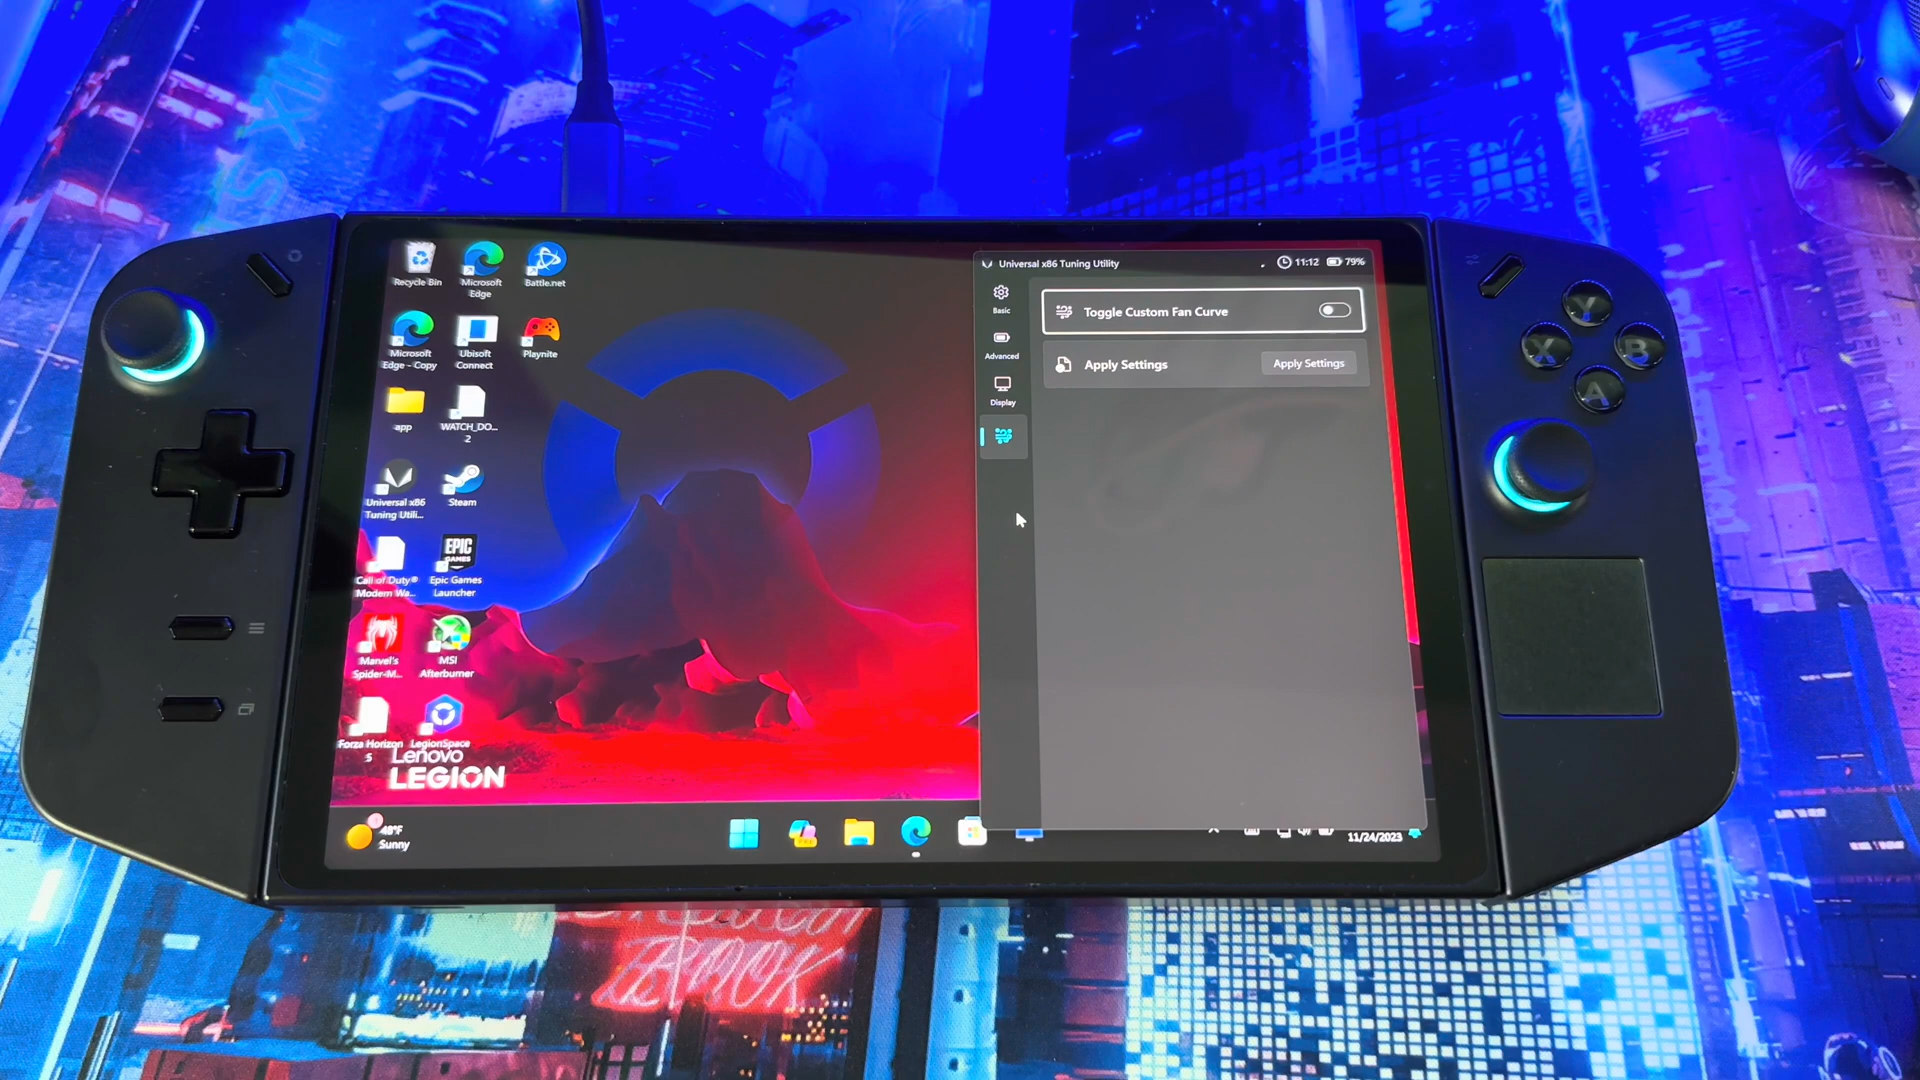 Recycle Bin
Microsoft
Edge
Battle.net
Microsoft
Edge - Copy
Ubisoft
Connect
Playnite
app
WATCH_DO...
2
Universal x86
Tuning Utili...
Steam
Call of Duty®
Modern Wa...
EPIC
GAMES
Epic Games
Launcher
Marvel's
Spider-M...
MSI
Afterburner
Forza Horizon
5
LegionSpace
Lenovo
LEGION
48°F
Sunny
Universal x86 Tuning Utility
11:12
79%
Basic
Advanced
Display
Toggle Custom Fan Curve
Apply Settings
Apply Settings
11/24/2023
Y
X
B
A